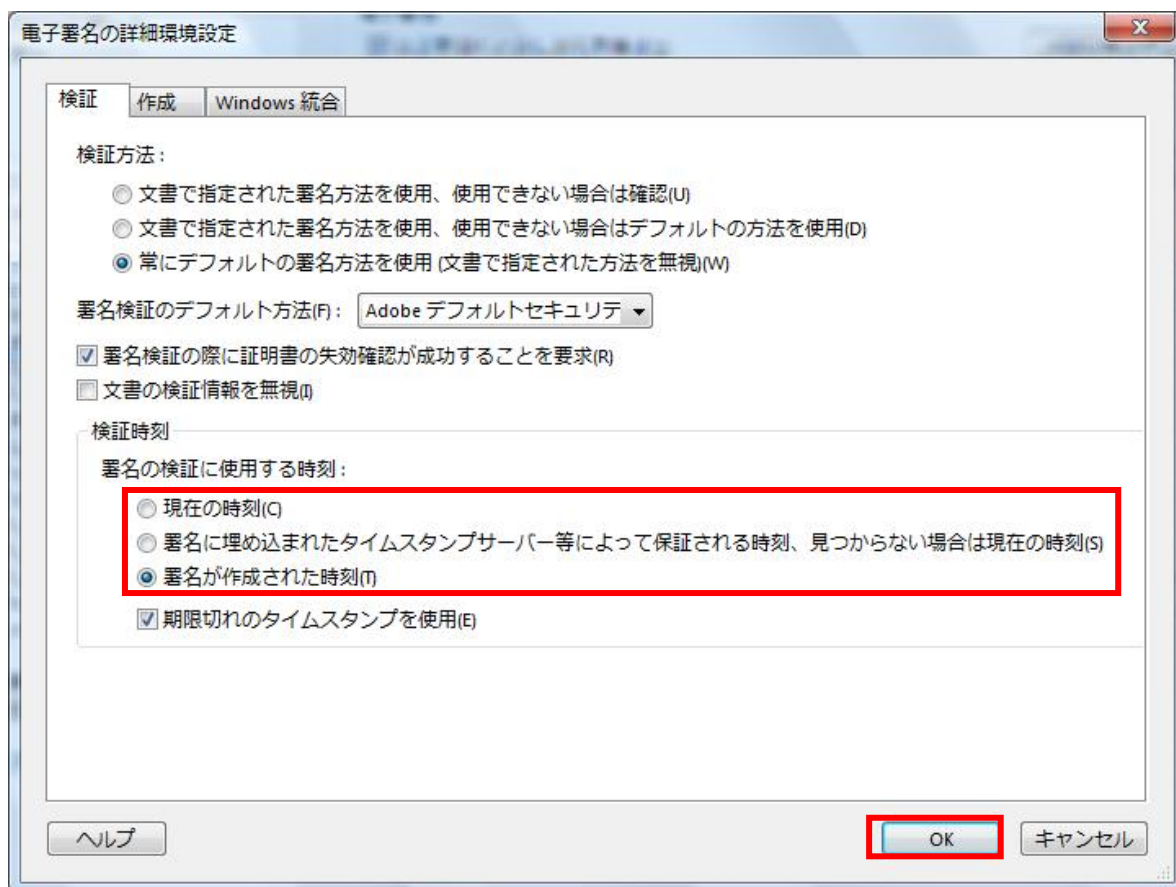 電子署名の詳細環境設定
検証 作成 Windows 統合
検証方法:
文書で指定された署名方法を使用、使用できない場合は確認(U)
文書で指定された署名方法を使用、使用できない場合はデフォルトの方法を使用(D)
常にデフォルトの署名方法を使用 (文書で指定された方法を無視)(W)
署名検証のデフォルト方法(F): Adobe デフォルトセキュリテ
署名検証の際に証明書の失効確認が成功することを要求(R)
文書の検証情報を無視(I)
検証時刻
署名の検証に使用する時刻:
現在の時刻(C)
署名に埋め込まれたタイムスタンプサーバー等によって保証される時刻、見つからない場合は現在の時刻(S)
署名が作成された時刻(T)
期限切れのタイムスタンプを使用(E)
ヘルプ OK キャンセル